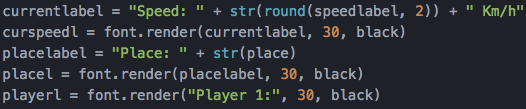 currentlabel = "Speed: " + str(round(speedlabel, 2)) + " Km/h"
curspeedl = font.render(currentlabel, 30, black)
placelabel = "Place: " + str(place)
placel = font.render(placelabel, 30, black)
playerl = font.render("Player 1:", 30, black)